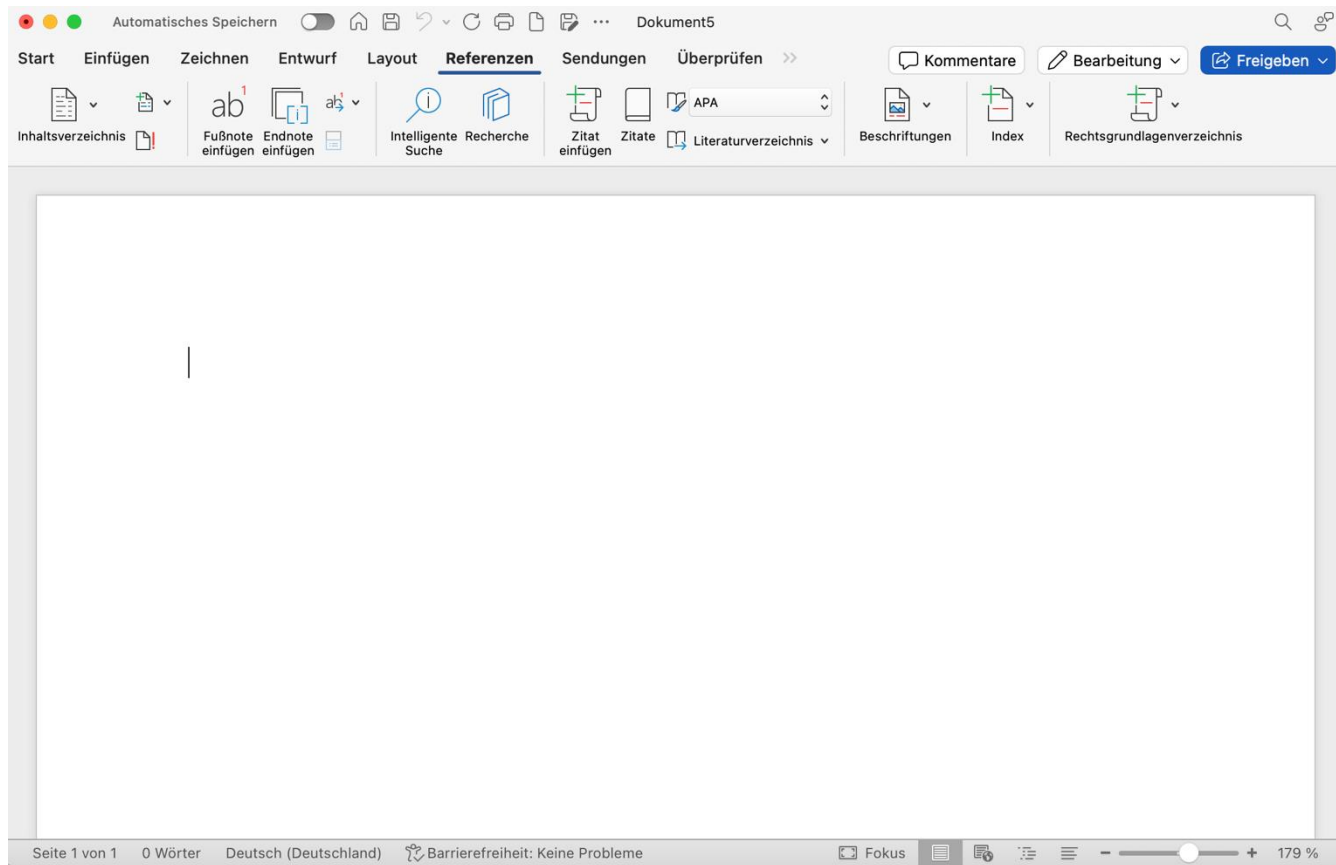 Automatisches Speichern
Dokument5
Start Einfügen Zeichnen Entwurf Layout Referenzen Sendungen Überprüfen
Kommentare Bearbeitung Freigeben
Inhaltsverzeichnis
ab1
Fußnote einfügen
Endnote einfügen
ab1
Intelligente Suche
Recherche
Zitat einfügen
Zitate
APA
Literaturverzeichnis
Beschriftungen
Index
Rechtsgrundlagenverzeichnis
Seite 1 von 1 0 Wörter Deutsch (Deutschland) Barrierefreiheit: Keine Probleme Fokus 179 %